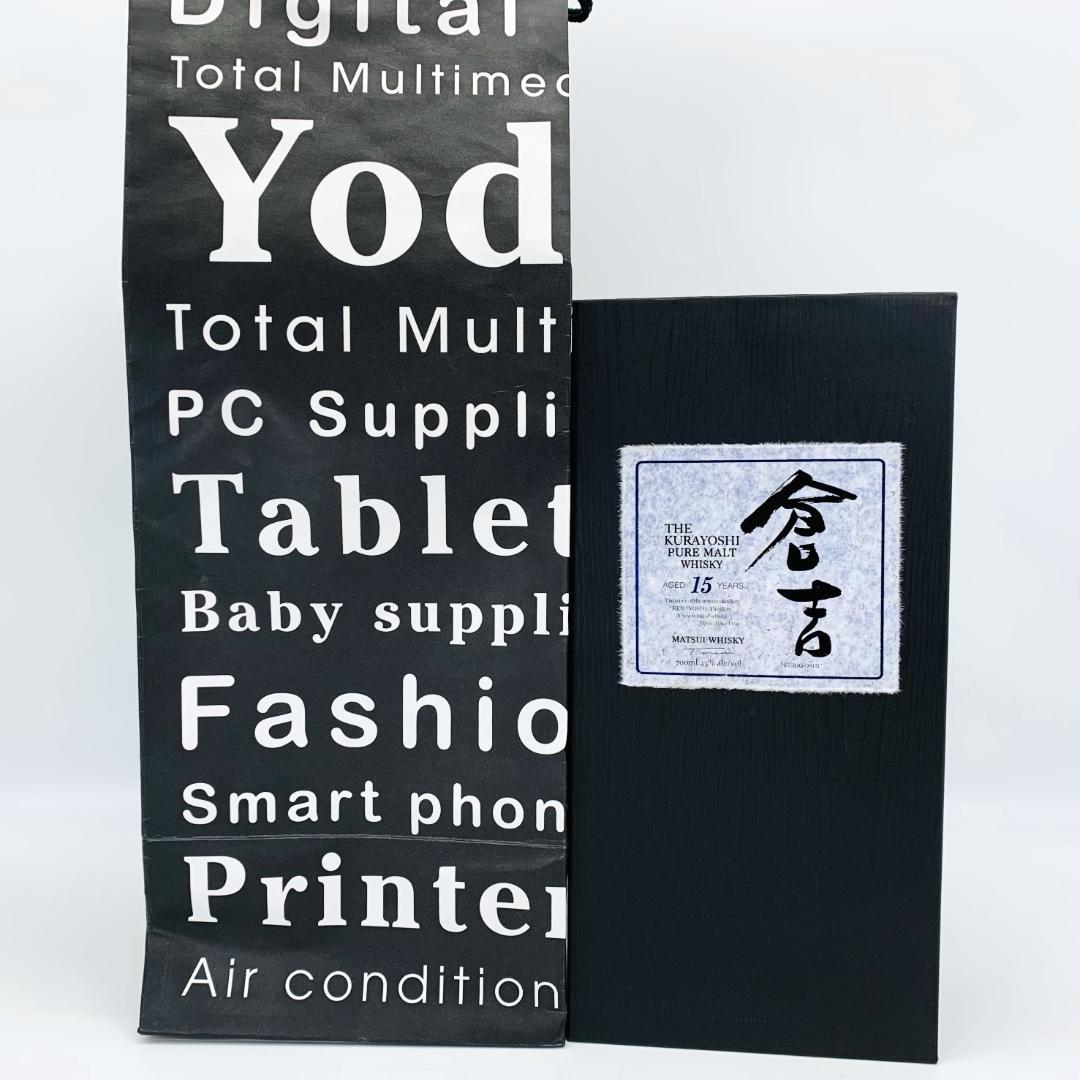 Digital
Total Multimed
Yod
Total Mult
PC Suppli
Tablet
Baby suppli
Fashio
Smart phon
Printer
Air condition
倉吉
THE
KURAYOSHI
PURE MALT
WHISKY
AGED 15 YEARS
MATSUI WHISKY
700ml 43% alc/vol
"KURAYOSHI"